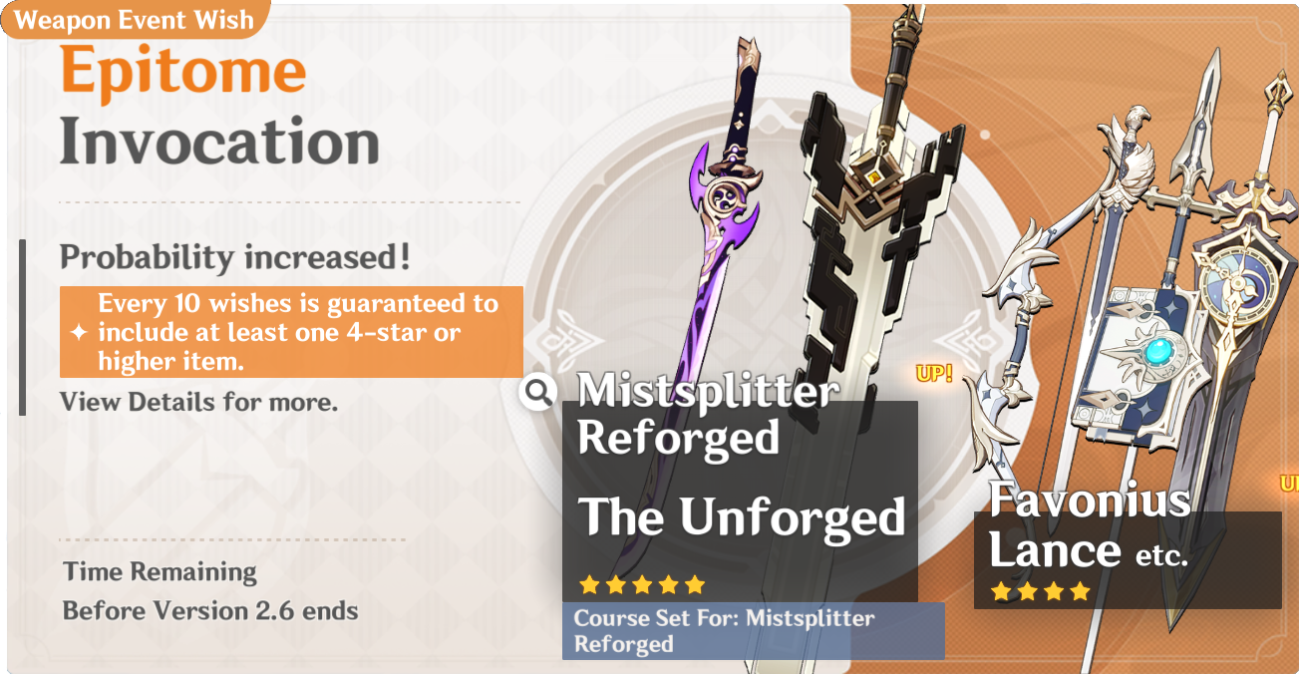 Weapon Event Wish
Epitome
Invocation
Probability increased!
Every 10 wishes is guaranteed to
include at least one 4-star or
higher item.
View Details for more.
Time Remaining
Before Version 2.6 ends
UP!
Mistsplitter
Reforged
The Unforged
Course Set For: Mistsplitter
Reforged
Favonius
Lance etc.